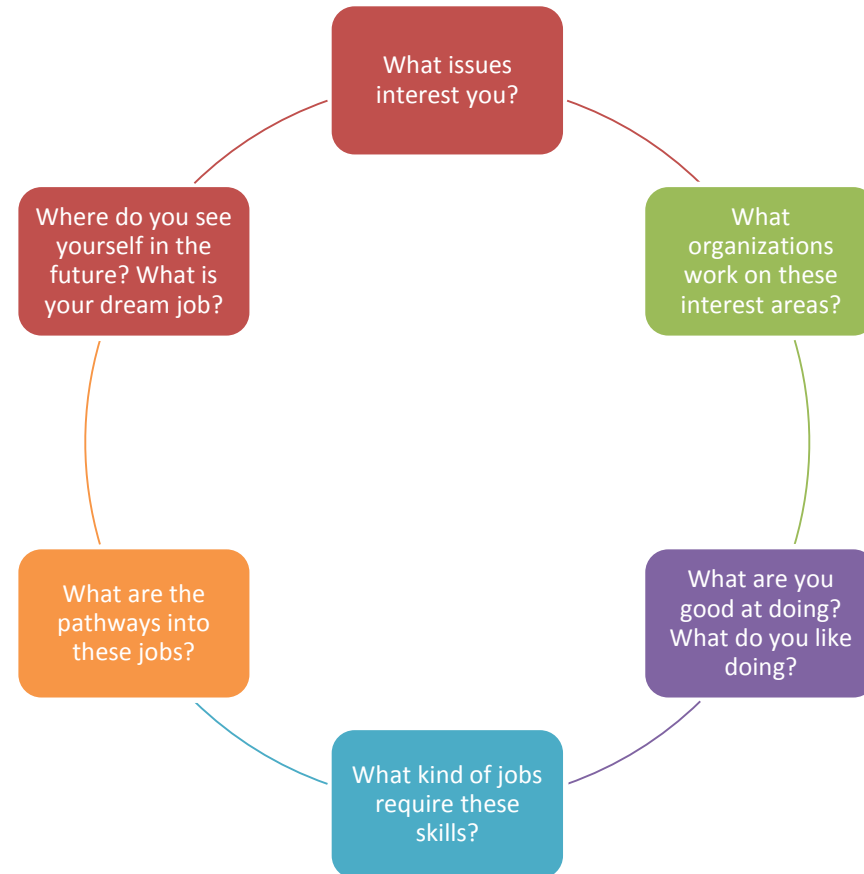 What issues
interest you?
What
organizations
work on these
interest areas?
What are you
good at doing?
What do you like
doing?
What kind of jobs
require these
skills?
What are the
pathways into
these jobs?
Where do you see
yourself in the
future? What is
your dream job?